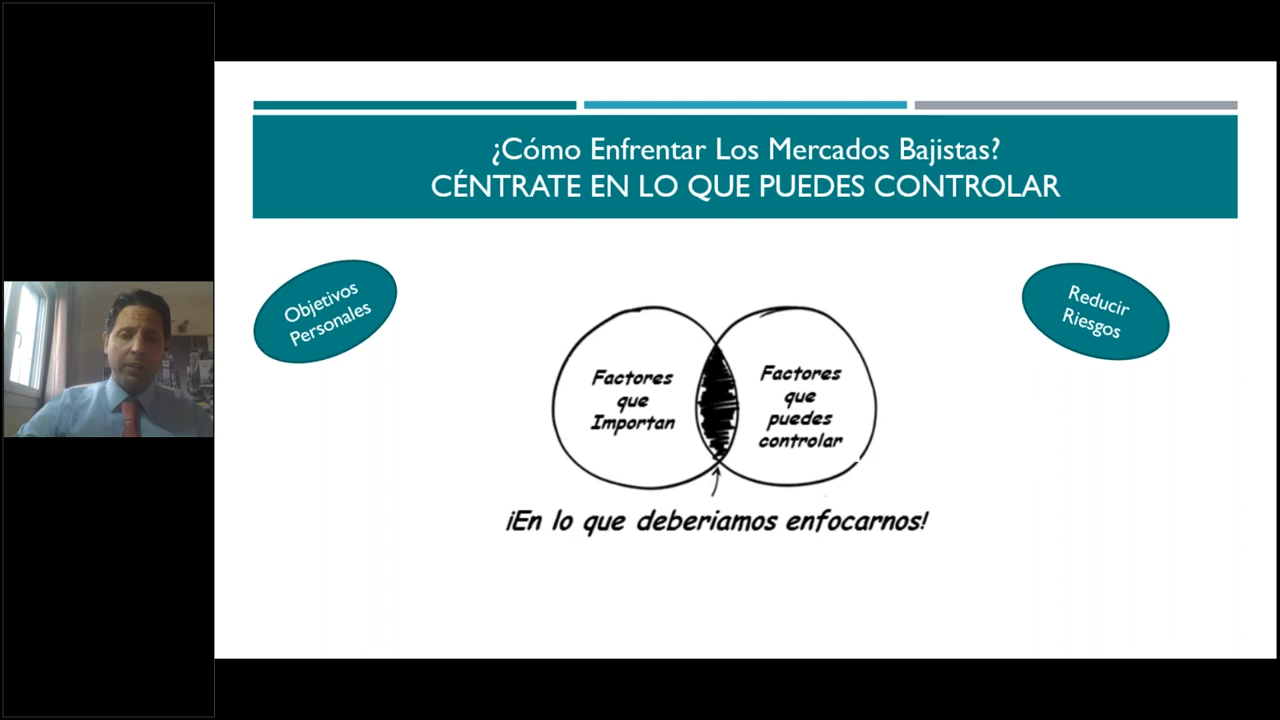 ¿Cómo Enfrentar Los Mercados Bajistas?
CÉNTRATE EN LO QUE PUEDES CONTROLAR
Objetivos
Personales
Reducir
Riesgos
Factores
que
Importan
Factores
que
puedes
controlar
¡En lo que deberiamos enfocarnos!